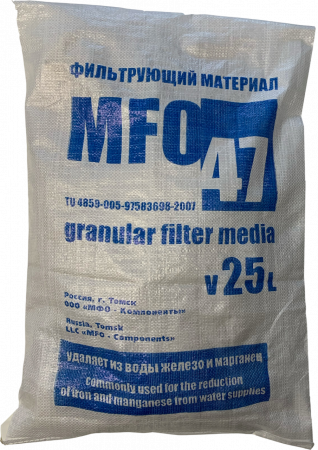 ФИЛЬТРУЮЩИЙ МАТЕРИАЛ
MFO
47
TU 4859-005-97583698-2007
granular filter media
v 25L
Россия, г. Томск
ООО «МФО - Компоненты»
Russia, Tomsk
LLC «MFO - Components»
удаляет из воды железо и марганец
commonly used for the reduction
of iron and manganese from water supplies